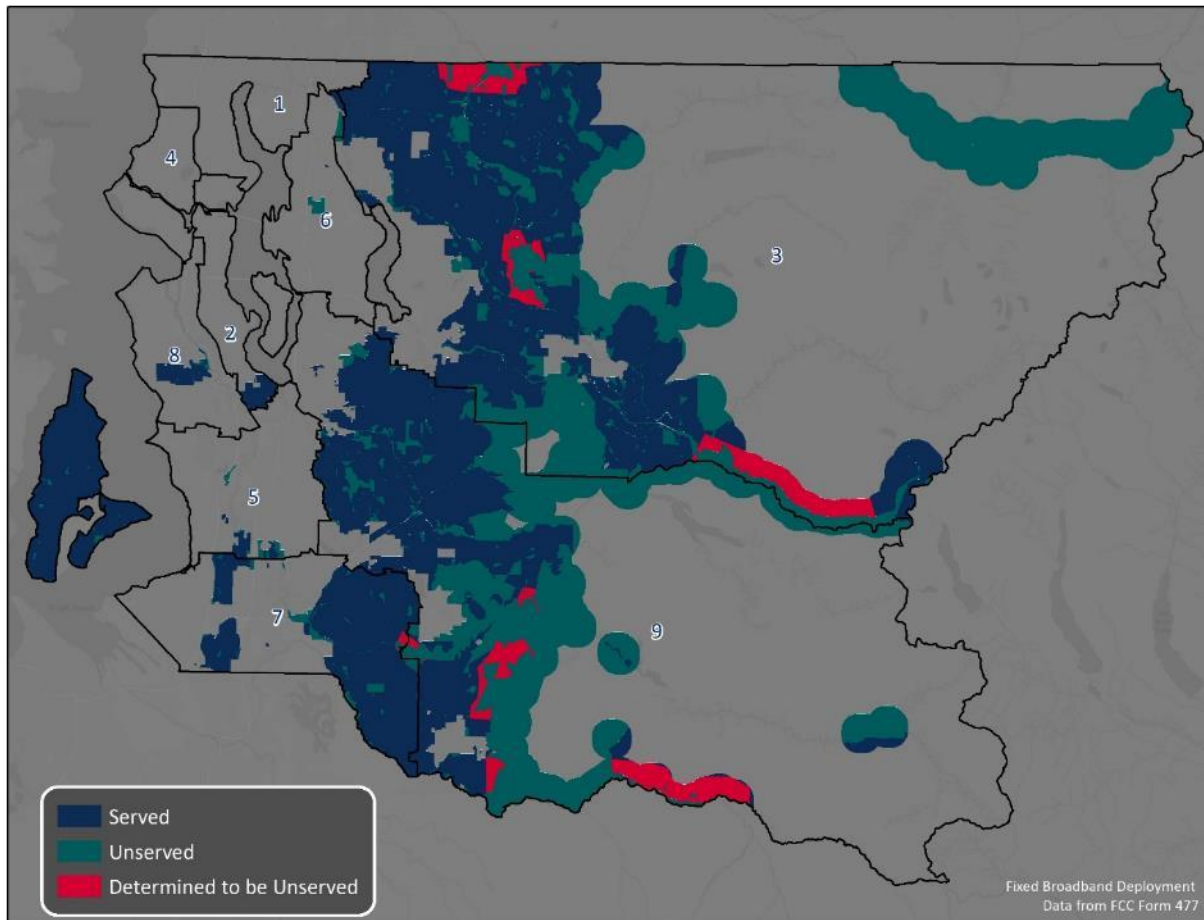 1
4
6
3
2
8
5
7
9
Served
Unserved
Determined to be Unserved
Fixed Broadband Deployment
Data from FCC Form 477